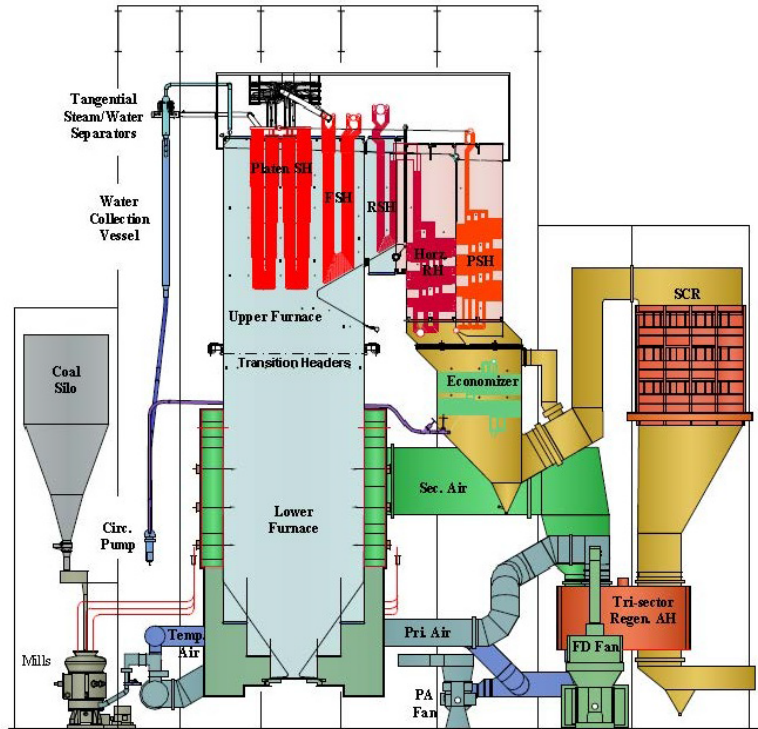 Tangential
Steam/Water
Separators
Platen SH
FSH
RSH
Water
Collection
Vessel
Horz.
RH
PSH
SCR
Upper Furnace
Transition Headers
Coal
Silo
Economizer
Sec. Air
Lower
Furnace
Circ.
Pump
Tri-sector
Regen. AH
Temp.
Air
Pri. Air
FD Fan
Mills
PA
Fan